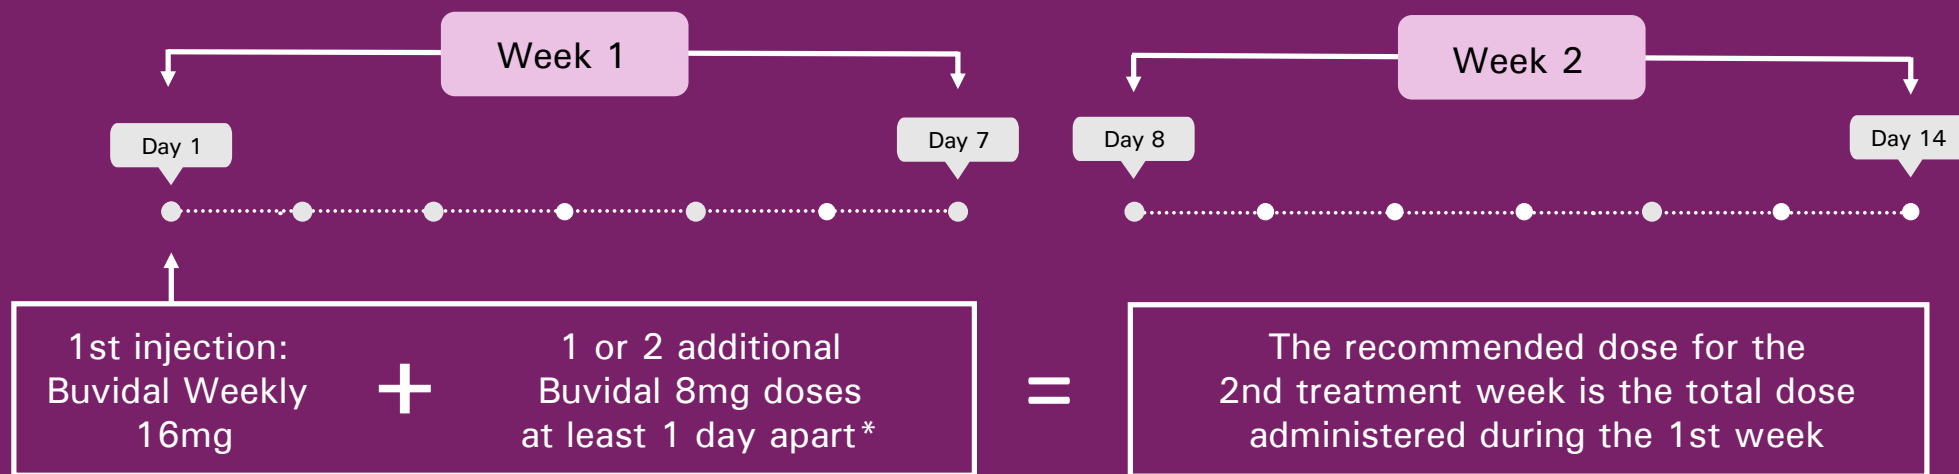 Week 1
Week 2
Day 1
Day 7
Day 8
Day 14
1st injection:
Buvidal Weekly
16mg
+
1 or 2 additional
Buvidal 8mg doses
at least 1 day apart*
=
The recommended dose for the
2nd treatment week is the total dose
administered during the 1st week